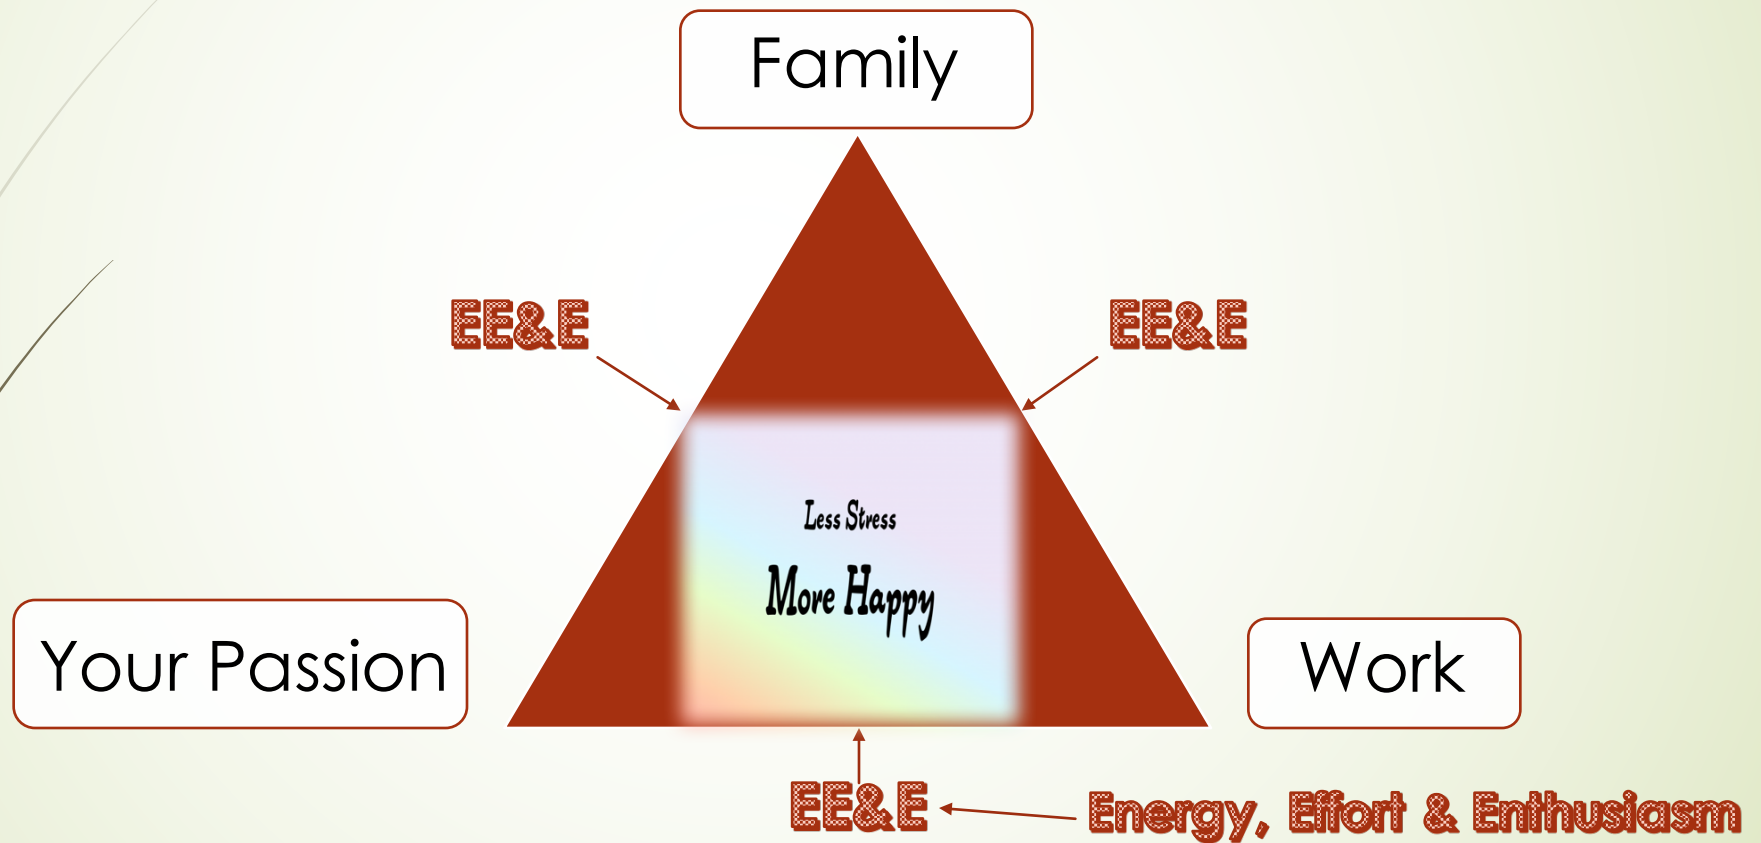 Family
EE&E
EE&E
Less Stress
More Happy
Your Passion
Work
EE&E
Energy, Effort & Enthusiasm